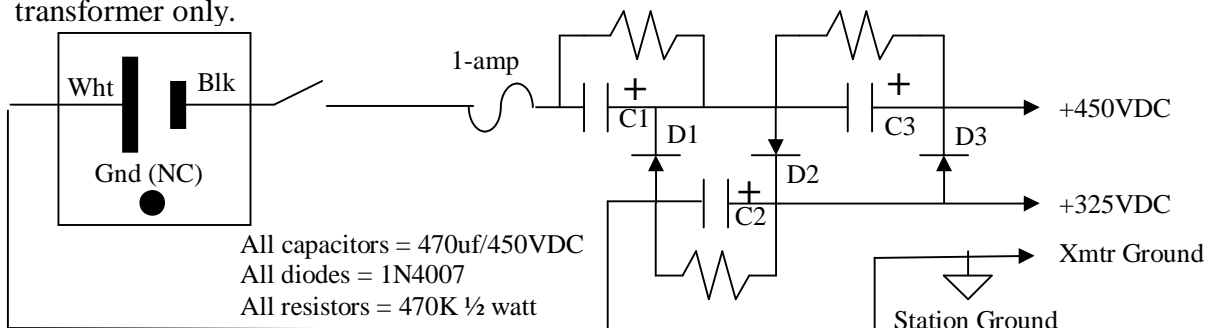 transformer only.
1-amp
Wht
Blk
Gnd (NC)
+
C1
+
C3
+450VDC
D1
D2
D3
+
C2
+325VDC
Xmtr Ground
Station Ground
All capacitors = 470uf/450VDC
All diodes = 1N4007
All resistors = 470K ½ watt